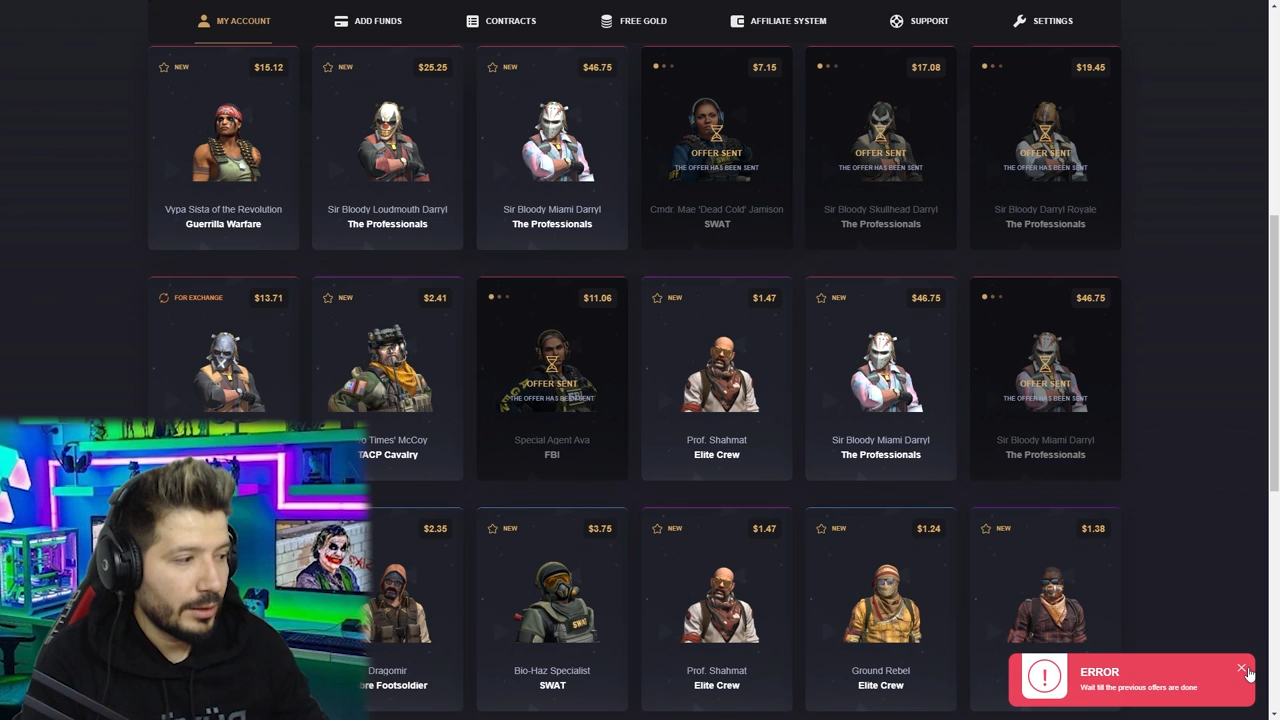 MY ACCOUNT
ADD FUNDS
CONTRACTS
FREE GOLD
AFFILIATE SYSTEM
SUPPORT
SETTINGS
NEW $15.12
NEW $25.25
NEW $46.75
$7.15
$17.08
$19.45
OFFER SENT
THE OFFER HAS BEEN SENT
OFFER SENT
THE OFFER HAS BEEN SENT
OFFER SENT
THE OFFER HAS BEEN SENT
Vypa Sista of the Revolution
Guerrilla Warfare
Sir Bloody Loudmouth Darryl
The Professionals
Sir Bloody Miami Darryl
The Professionals
Cmdr. Mae 'Dead Cold' Jamison
SWAT
Sir Bloody Skullhead Darryl
The Professionals
Sir Bloody Darryl Royale
The Professionals
FOR EXCHANGE $13.71
NEW $2.41
$11.06
NEW $1.47
NEW $46.75
$46.75
OFFER SENT
THE OFFER HAS BEEN SENT
OFFER SENT
THE OFFER HAS BEEN SENT
Times' McCoy
TACP Cavalry
Special Agent Ava
FBI
Prof. Shahmat
Elite Crew
Sir Bloody Miami Darryl
The Professionals
Sir Bloody Miami Darryl
The Professionals
$2.35
NEW $3.75
NEW $1.47
NEW $1.24
NEW $1.38
SWAT
Dragomir
Footsoldier
Bio-Haz Specialist
SWAT
Prof. Shahmat
Elite Crew
Ground Rebel
Elite Crew
ERROR
Wait till the previous offers are done